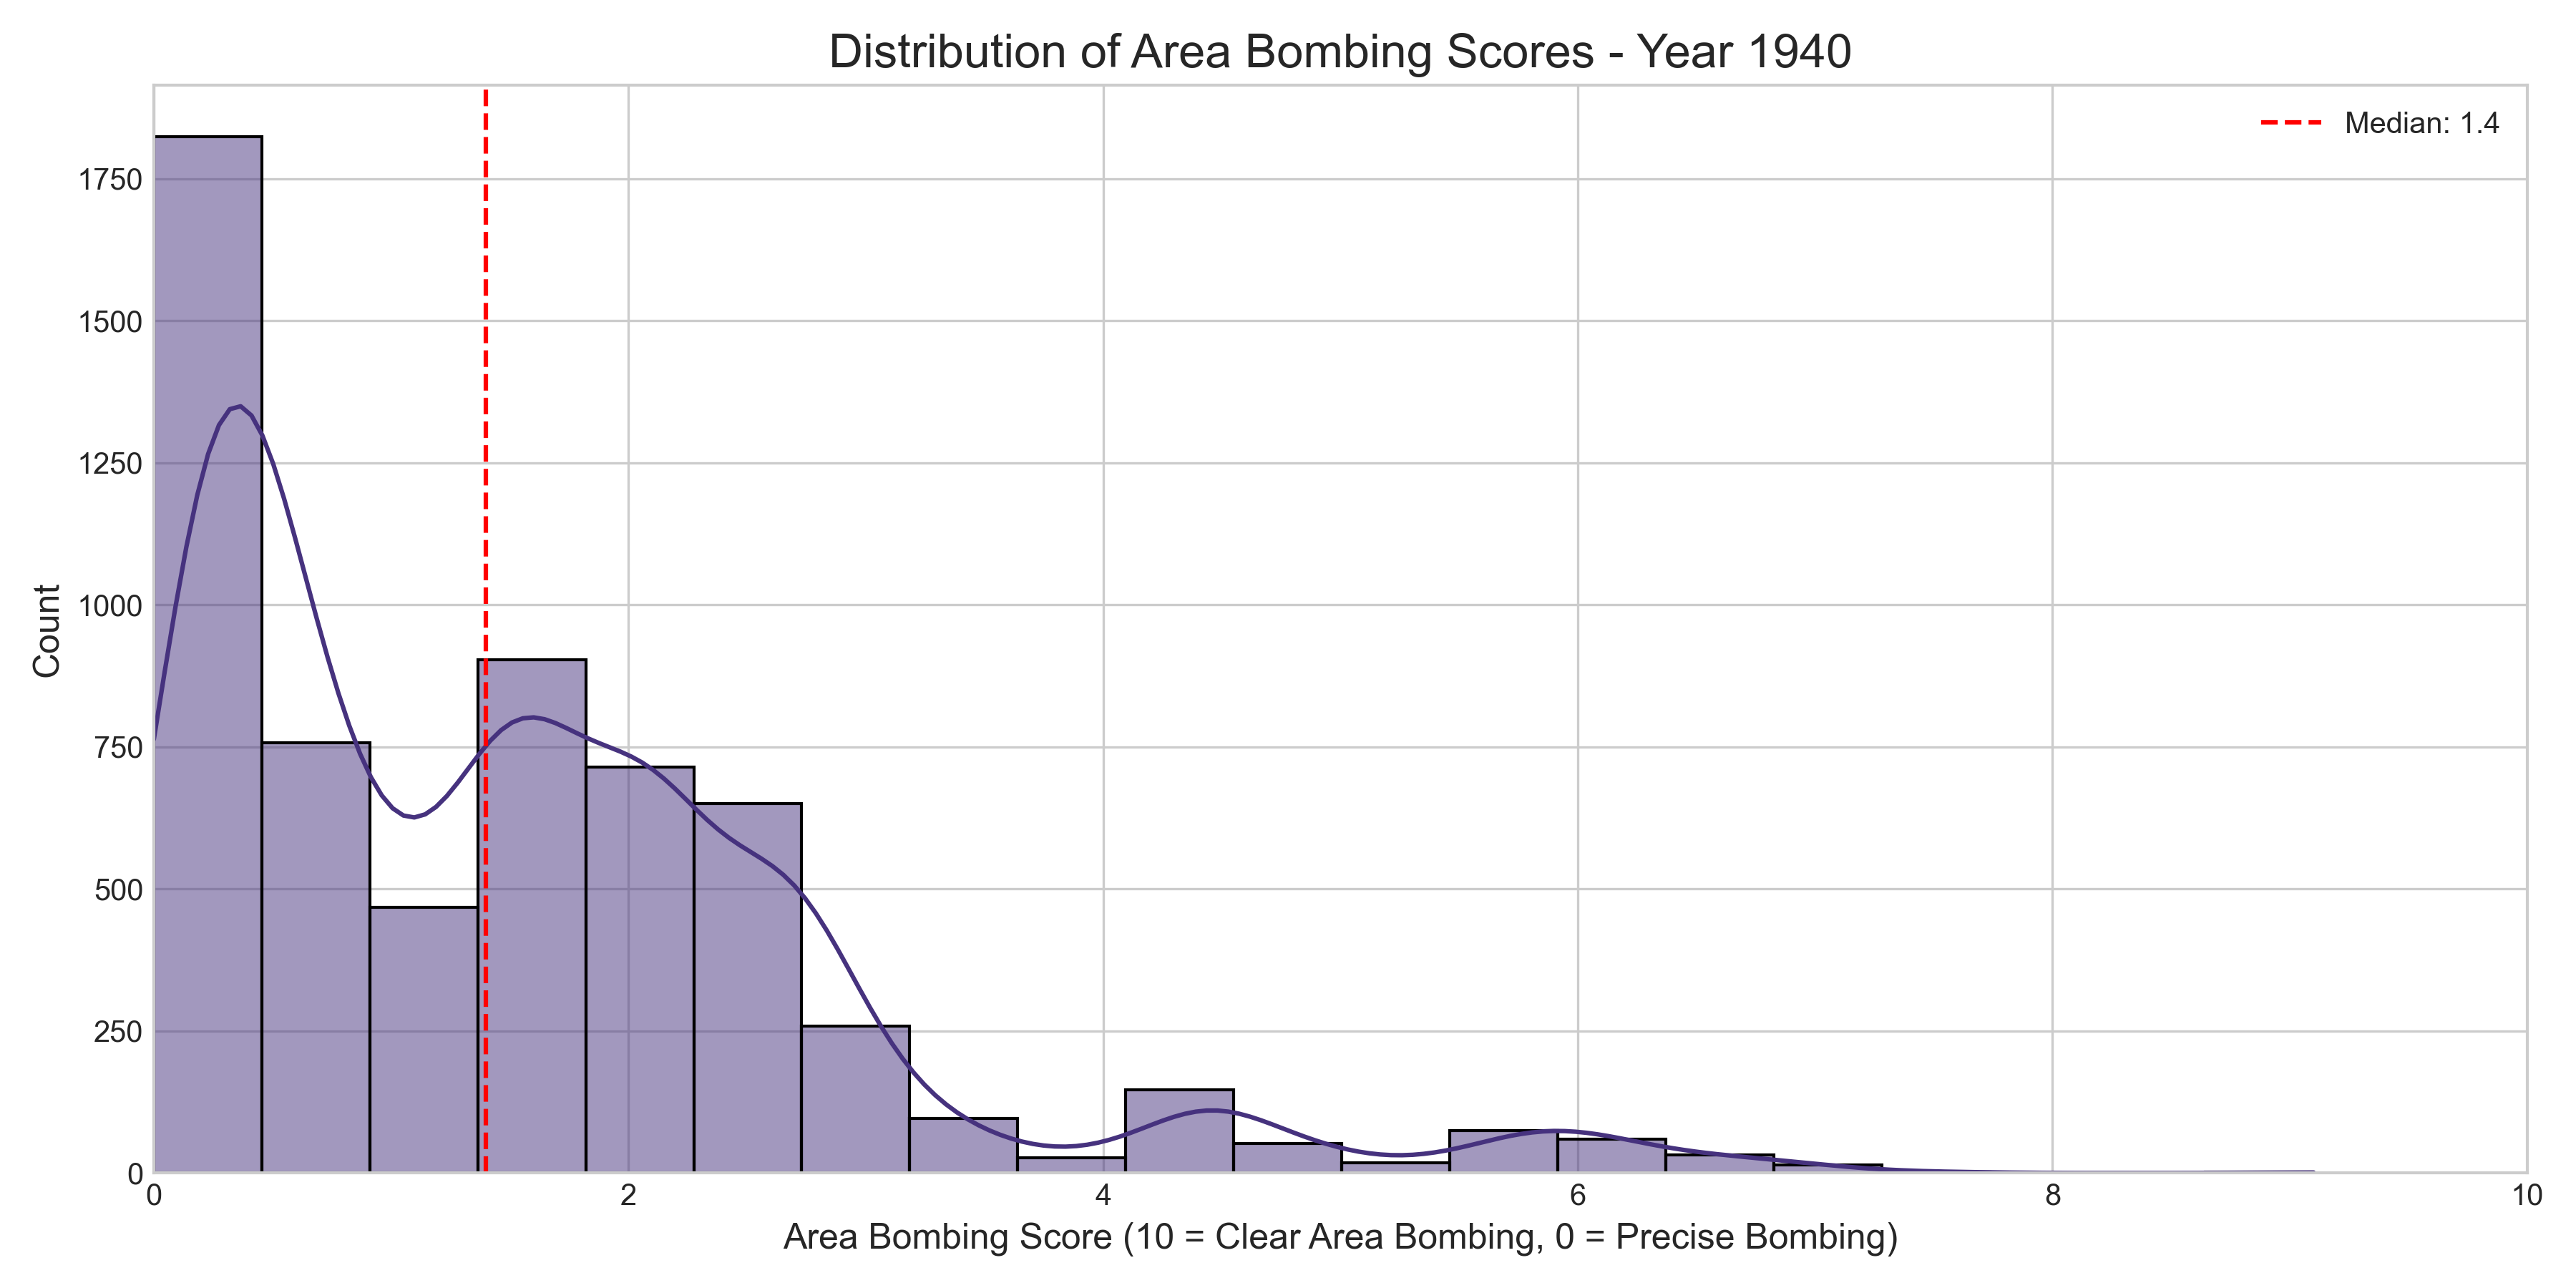 Distribution of Area Bombing Scores - Year 1940
Median: 1.4
1750
1500
1250
1000
750
500
250
0
Count
0 2 4 6 8 10
Area Bombing Score (10 = Clear Area Bombing, 0 = Precise Bombing)